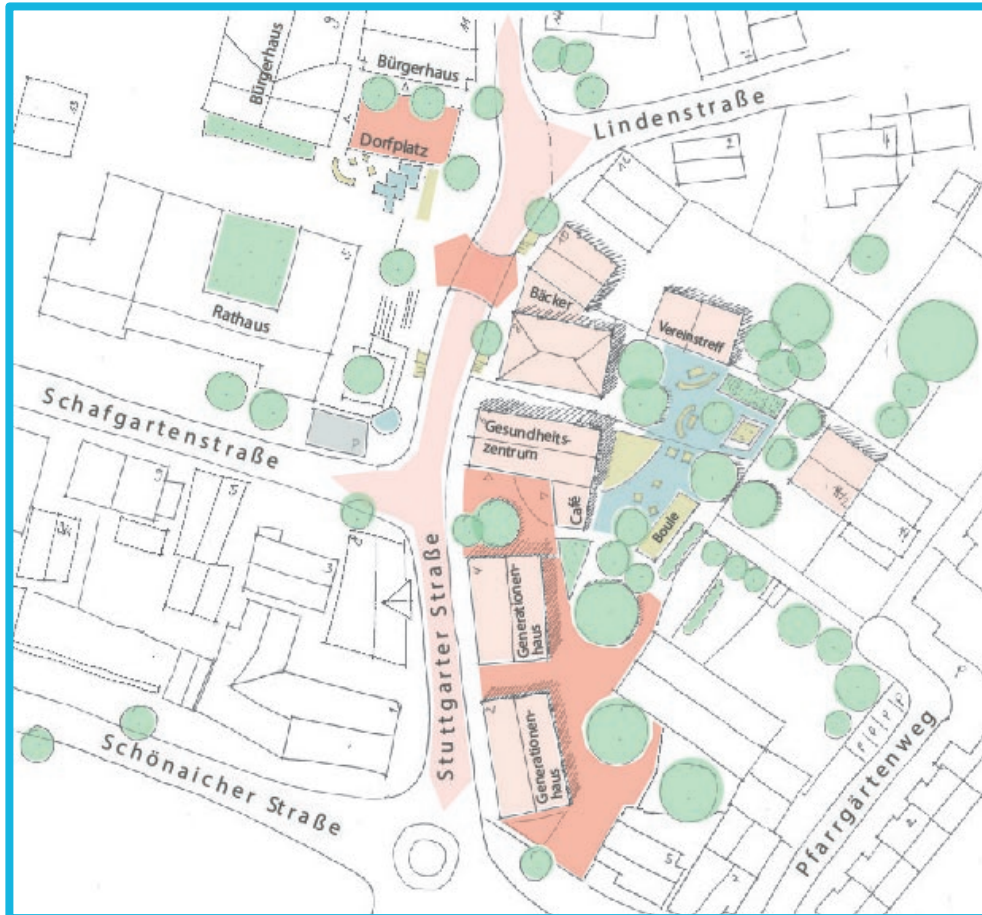 Bürgerhaus
Bürgerhaus
Dorfplatz
Lindenstraße
Rathaus
Bäcker
Vereinstreff
Schafgartenstraße
Gesundheits-
zentrum
Café
Boule
Stuttgarter Straße
Generationen-
haus
Generationen-
haus
Schönaicher Straße
Pfarrgärtenweg